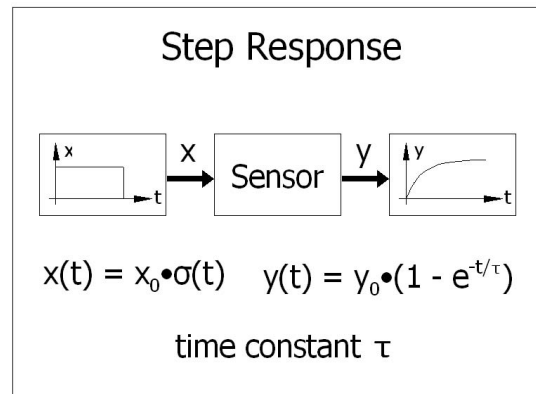 Step Response
x
t
x
Sensor
y
y
t
x(t) = x₀•σ(t)
y(t) = y₀•(1 - e^{-t/τ})
time constant τ